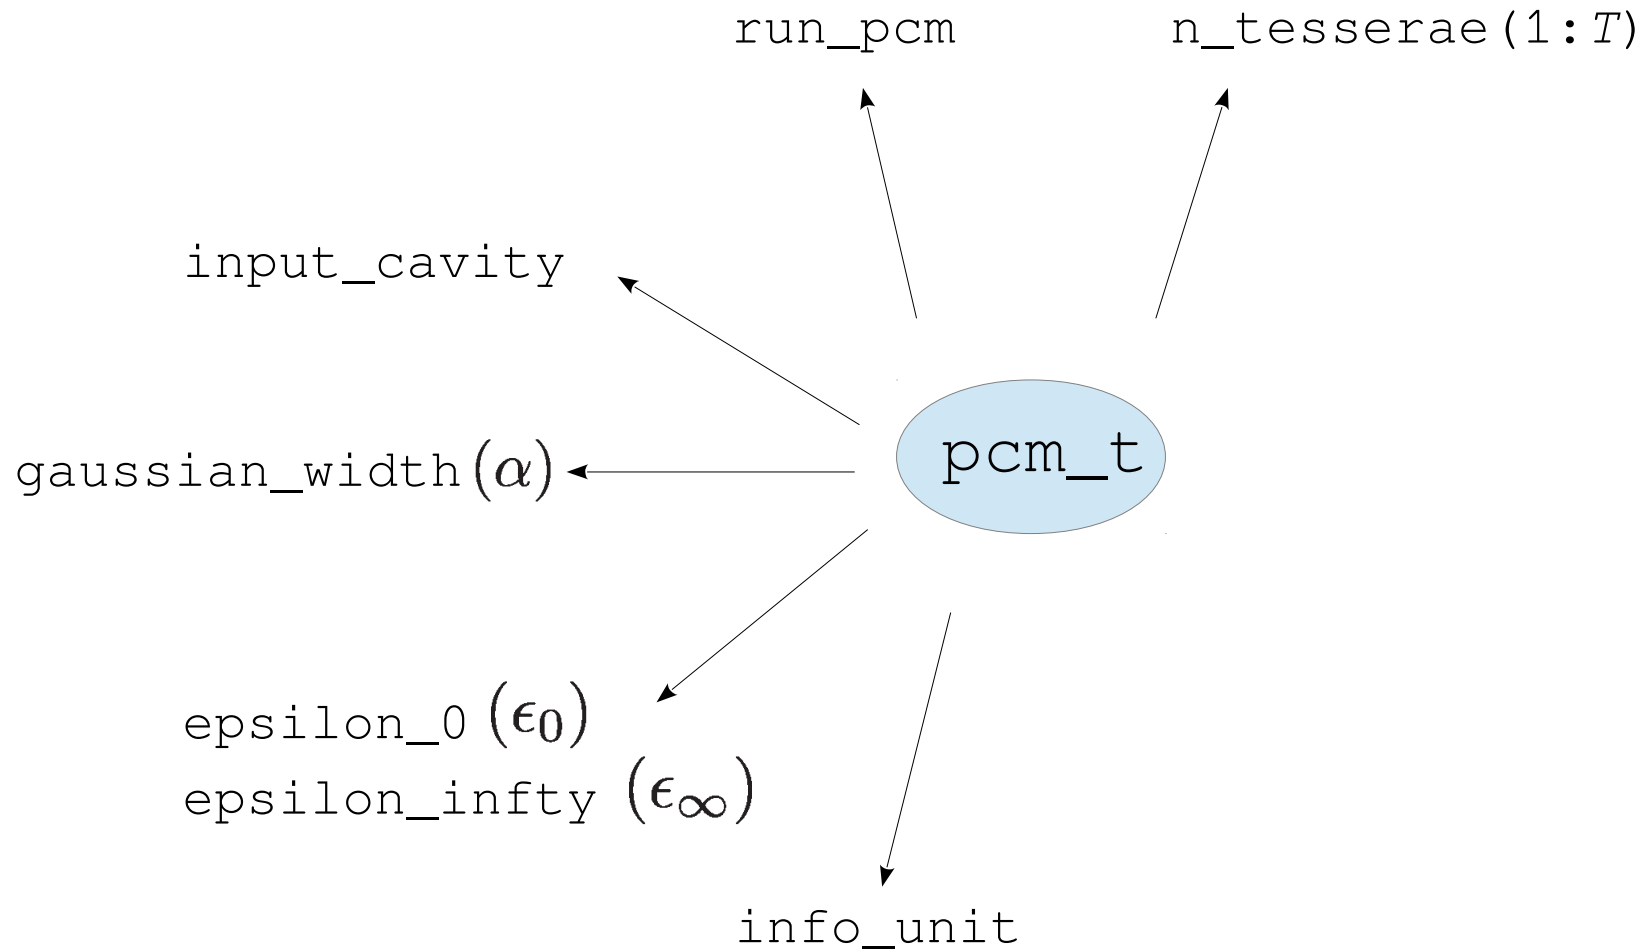 run_pcm
n_tesserae(1:T)
input_cavity
pcm_t
gaussian_width(α)
epsilon_0 (ϵ₀)
epsilon_infty (ϵ∞)
info_unit